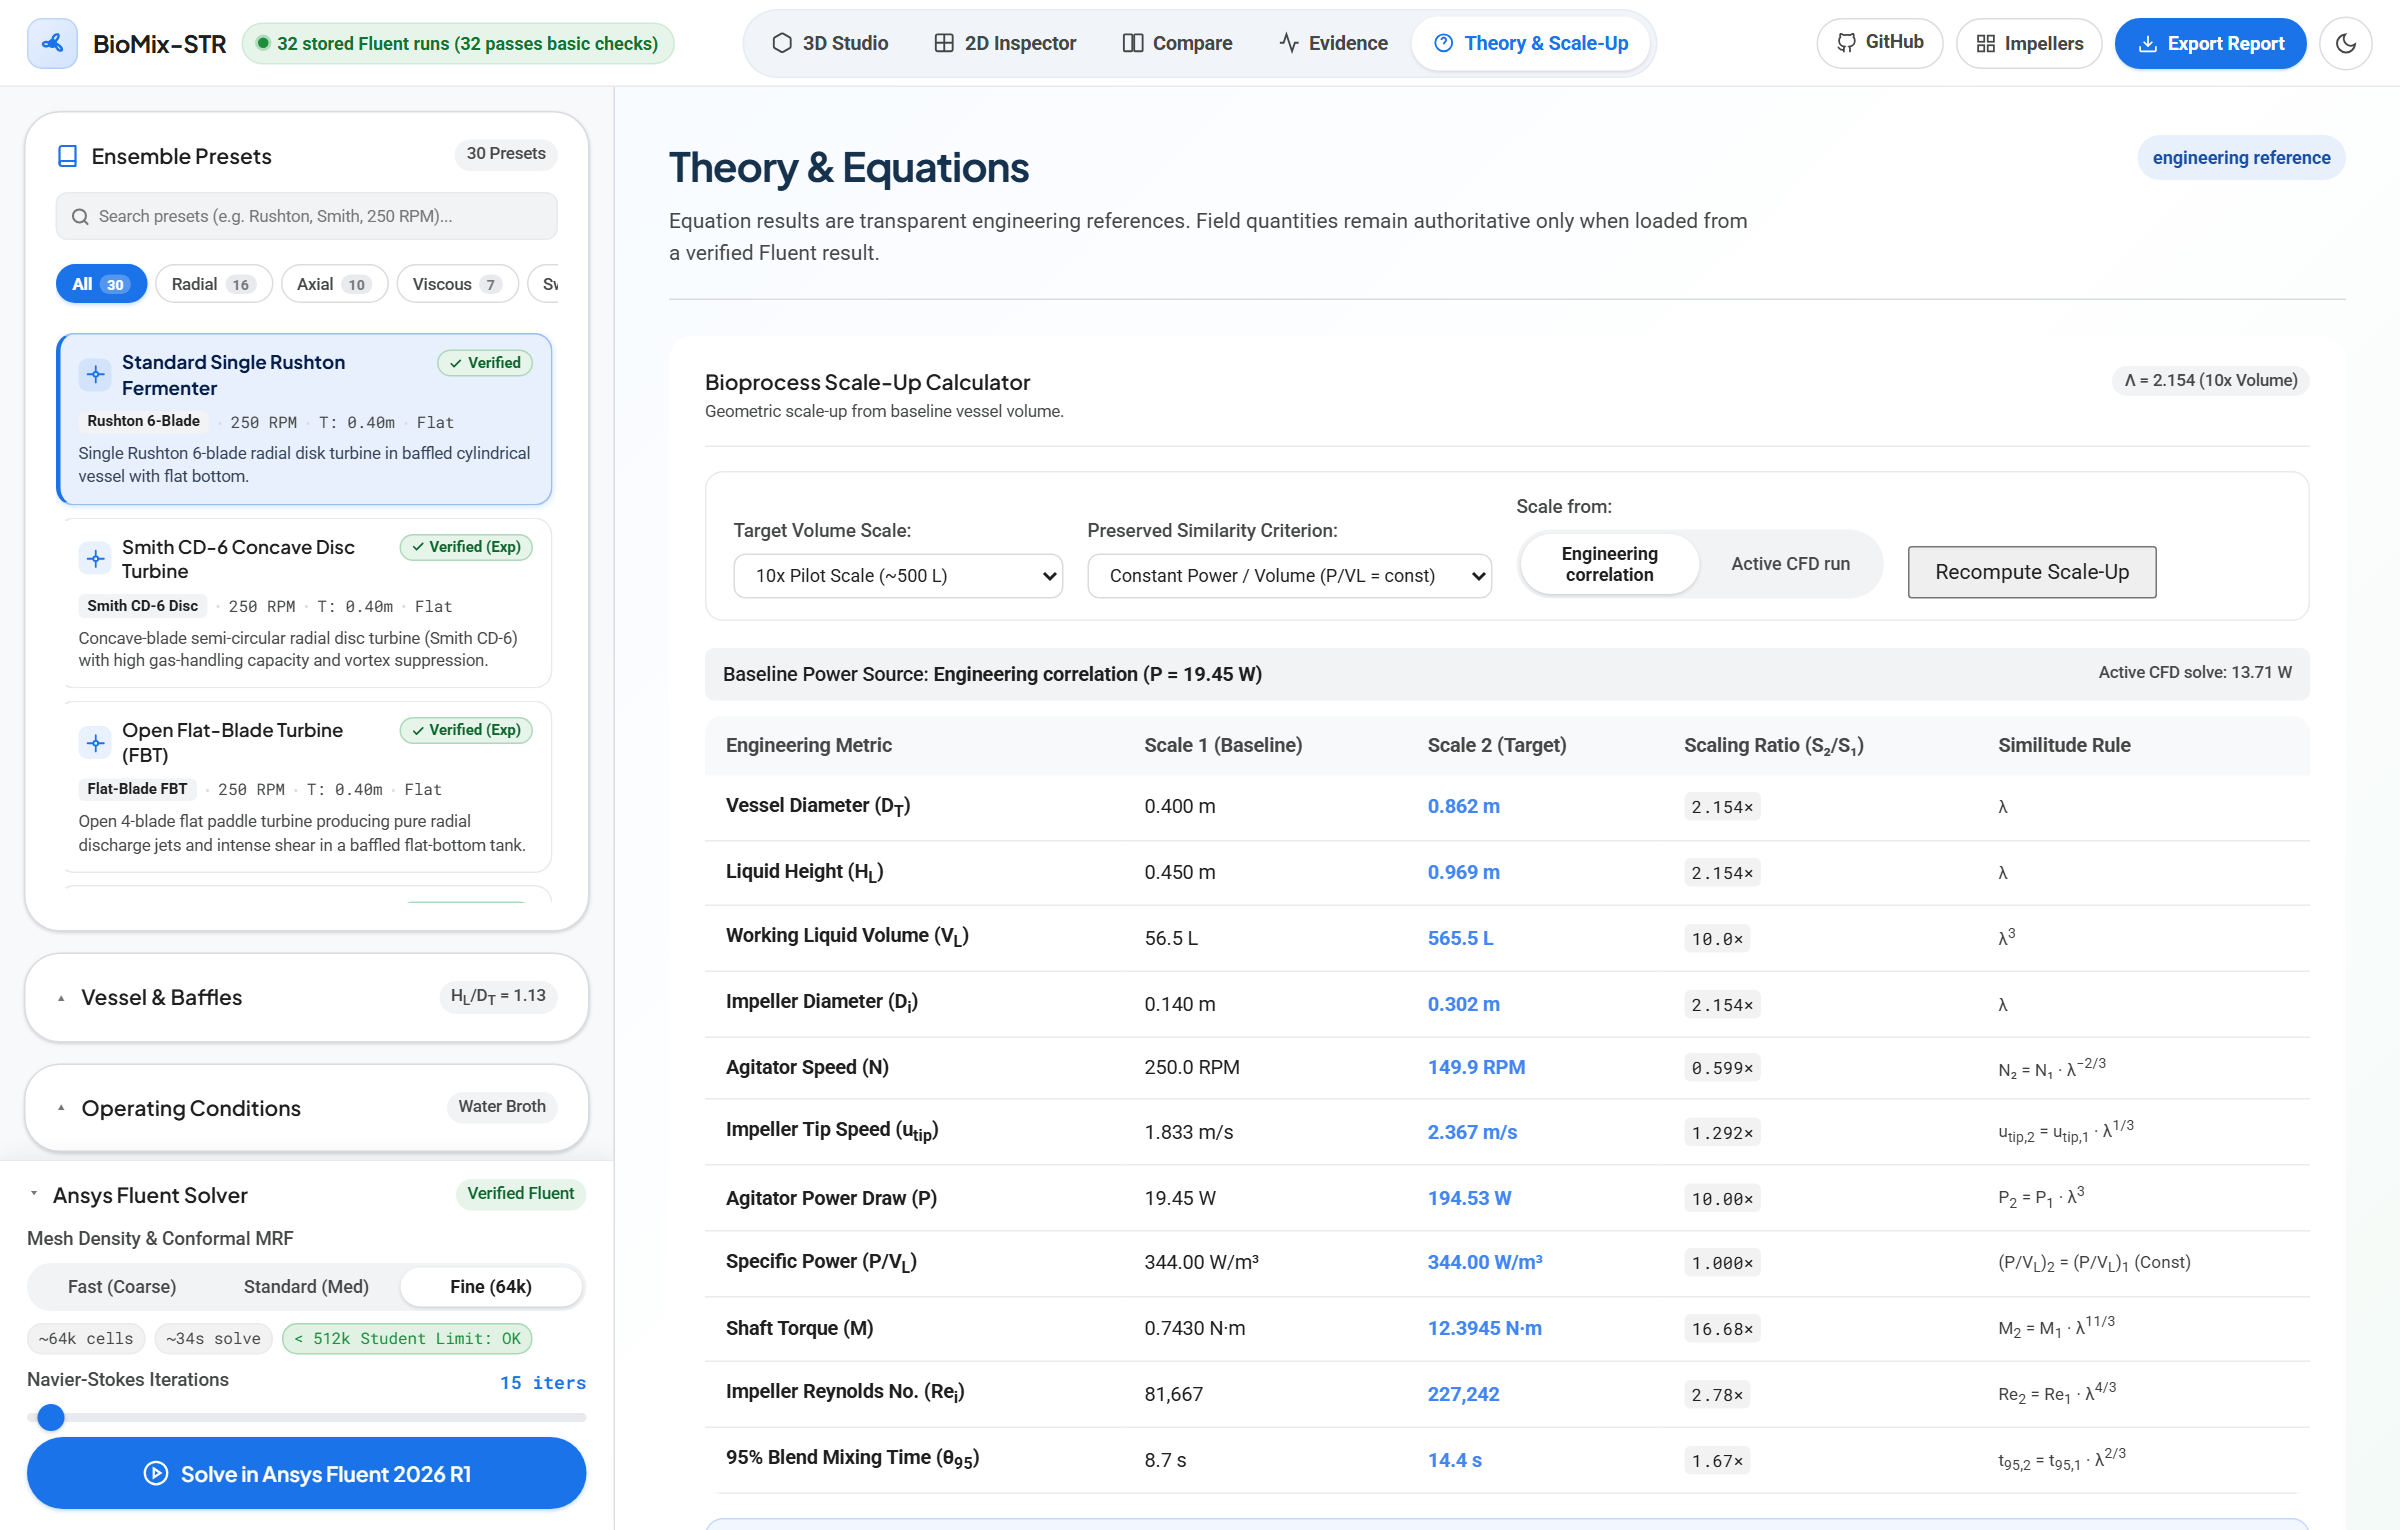 BioMix-STR
32 stored Fluent runs (32 passes basic checks)
3D Studio
2D Inspector
Compare
Evidence
Theory & Scale-Up
GitHub
Impellers
Export Report
Ensemble Presets
30 Presets
Search presets (e.g. Rushton, Smith, 250 RPM)...
All 30
Radial 16
Axial 10
Viscous 7
Standard Single Rushton
Fermenter
Verified
Rushton 6-Blade · 250 RPM · T: 0.40m · Flat
Single Rushton 6-blade radial disk turbine in baffled cylindrical
vessel with flat bottom.
Smith CD-6 Concave Disc
Turbine
Verified (Exp)
Smith CD-6 Disc · 250 RPM · T: 0.40m · Flat
Concave-blade semi-circular radial disc turbine (Smith CD-6)
with high gas-handling capacity and vortex suppression.
Open Flat-Blade Turbine
(FBT)
Verified (Exp)
Flat-Blade FBT · 250 RPM · T: 0.40m · Flat
Open 4-blade flat paddle turbine producing pure radial
discharge jets and intense shear in a baffled flat-bottom tank.
Vessel & Baffles
H_L/D_T = 1.13
Operating Conditions
Water Broth
Ansys Fluent Solver
Verified Fluent
Mesh Density & Conformal MRF
Fast (Coarse)
Standard (Med)
Fine (64k)
~64k cells
~34s solve
< 512k Student Limit: OK
Navier-Stokes Iterations
15 iters
Solve in Ansys Fluent 2026 R1
Theory & Equations
engineering reference
Equation results are transparent engineering references. Field quantities remain authoritative only when loaded from
a verified Fluent result.
Bioprocess Scale-Up Calculator
Λ = 2.154 (10x Volume)
Geometric scale-up from baseline vessel volume.
Target Volume Scale:
10x Pilot Scale (~500 L)
Preserved Similarity Criterion:
Constant Power / Volume (P/VL = const)
Scale from:
Engineering
correlation
Active CFD run
Recompute Scale-Up
Baseline Power Source: Engineering correlation (P = 19.45 W)
Active CFD solve: 13.71 W
Engineering Metric Scale 1 (Baseline) Scale 2 (Target) Scaling Ratio (S₂/S₁) Similitude Rule
Vessel Diameter (D_T) 0.400 m 0.862 m 2.154× λ
Liquid Height (H_L) 0.450 m 0.969 m 2.154× λ
Working Liquid Volume (V_L) 56.5 L 565.5 L 10.0× λ³
Impeller Diameter (D_i) 0.140 m 0.302 m 2.154× λ
Agitator Speed (N) 250.0 RPM 149.9 RPM 0.599× N₂ = N₁ · λ^−2/3
Impeller Tip Speed (u_tip) 1.833 m/s 2.367 m/s 1.292× u_tip,2 = u_tip,1 · λ^1/3
Agitator Power Draw (P) 19.45 W 194.53 W 10.00× P₂ = P₁ · λ³
Specific Power (P/V_L) 344.00 W/m³ 344.00 W/m³ 1.000× (P/V_L)₂ = (P/V_L)₁ (Const)
Shaft Torque (M) 0.7430 N·m 12.3945 N·m 16.68× M₂ = M₁ · λ^11/3
Impeller Reynolds No. (Re_i) 81,667 227,242 2.78× Re₂ = Re₁ · λ^4/3
95% Blend Mixing Time (θ₉₅) 8.7 s 14.4 s 1.67× t_95,2 = t_95,1 · λ^2/3